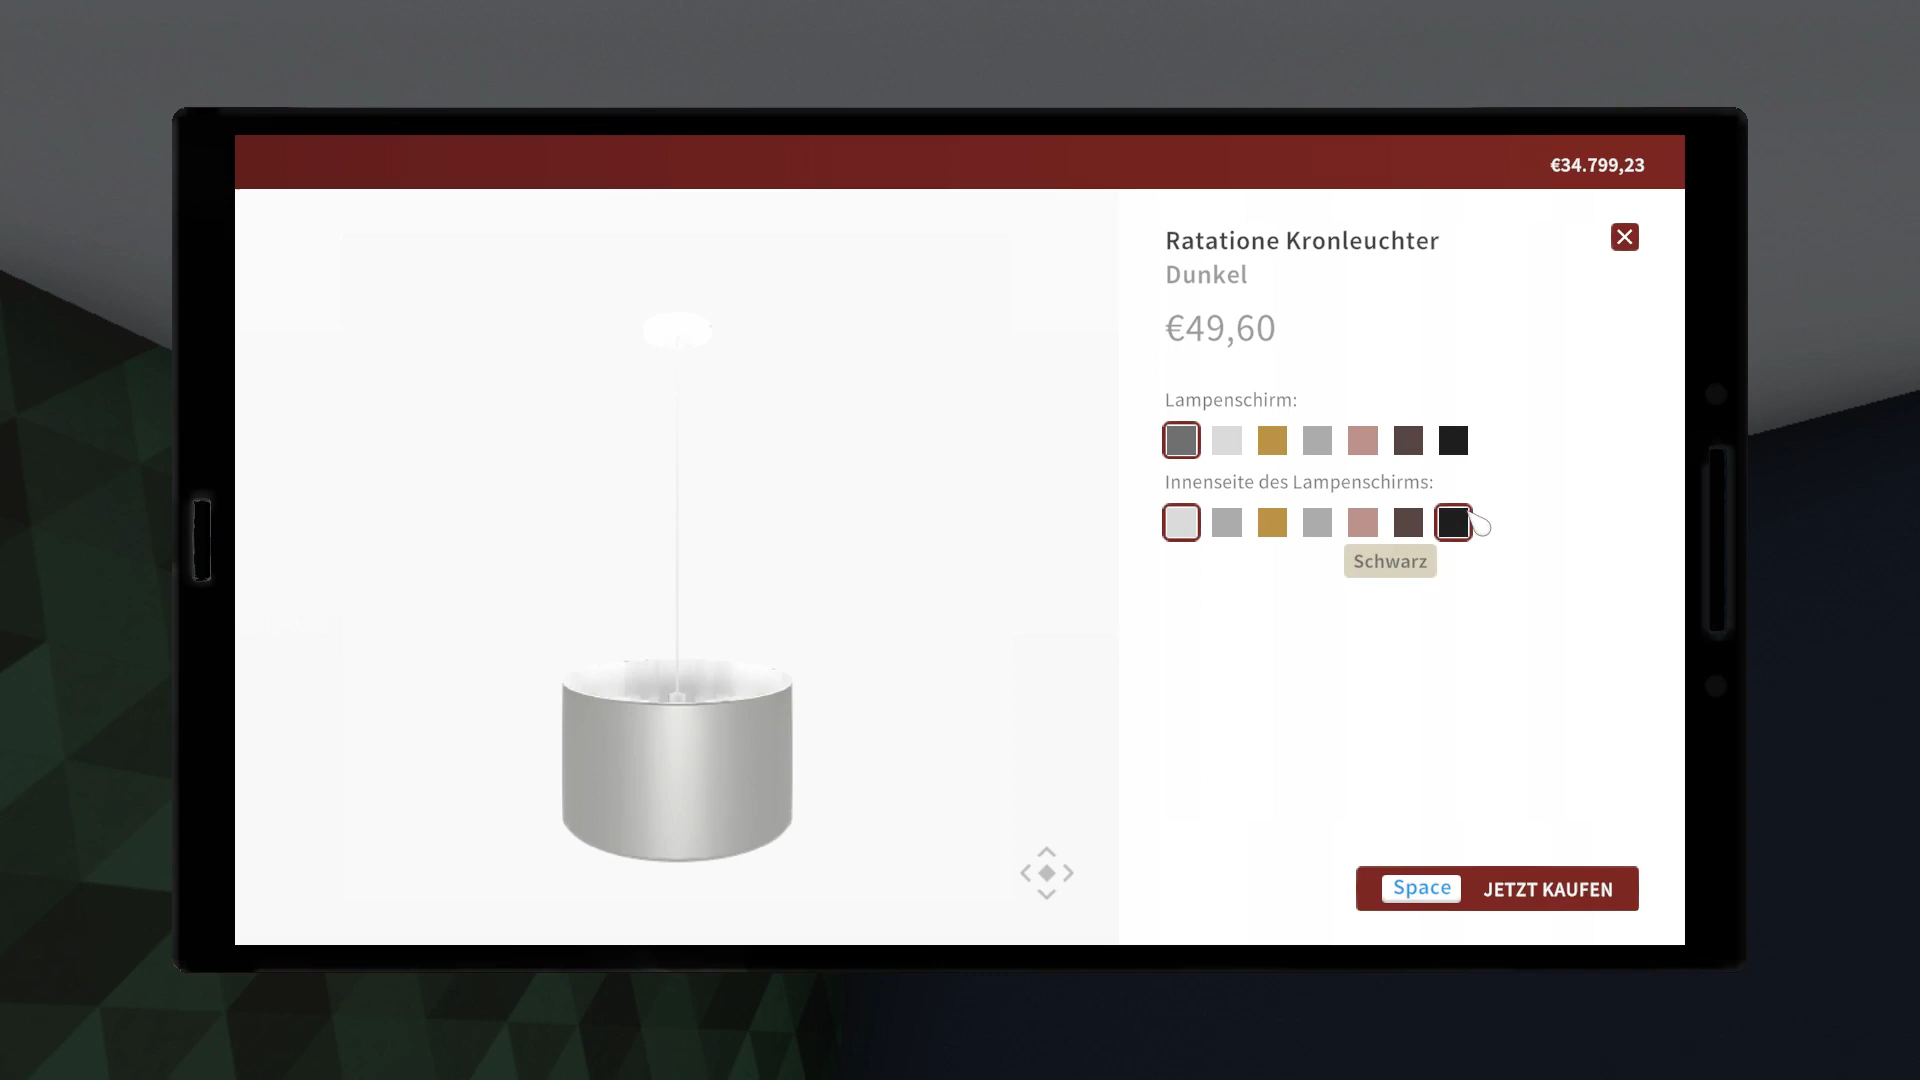 €34.799,23
Ratatione Kronleuchter
Dunkel
€49,60
Lampenschirm:
Innenseite des Lampenschirms:
Schwarz
Space JETZT KAUFEN